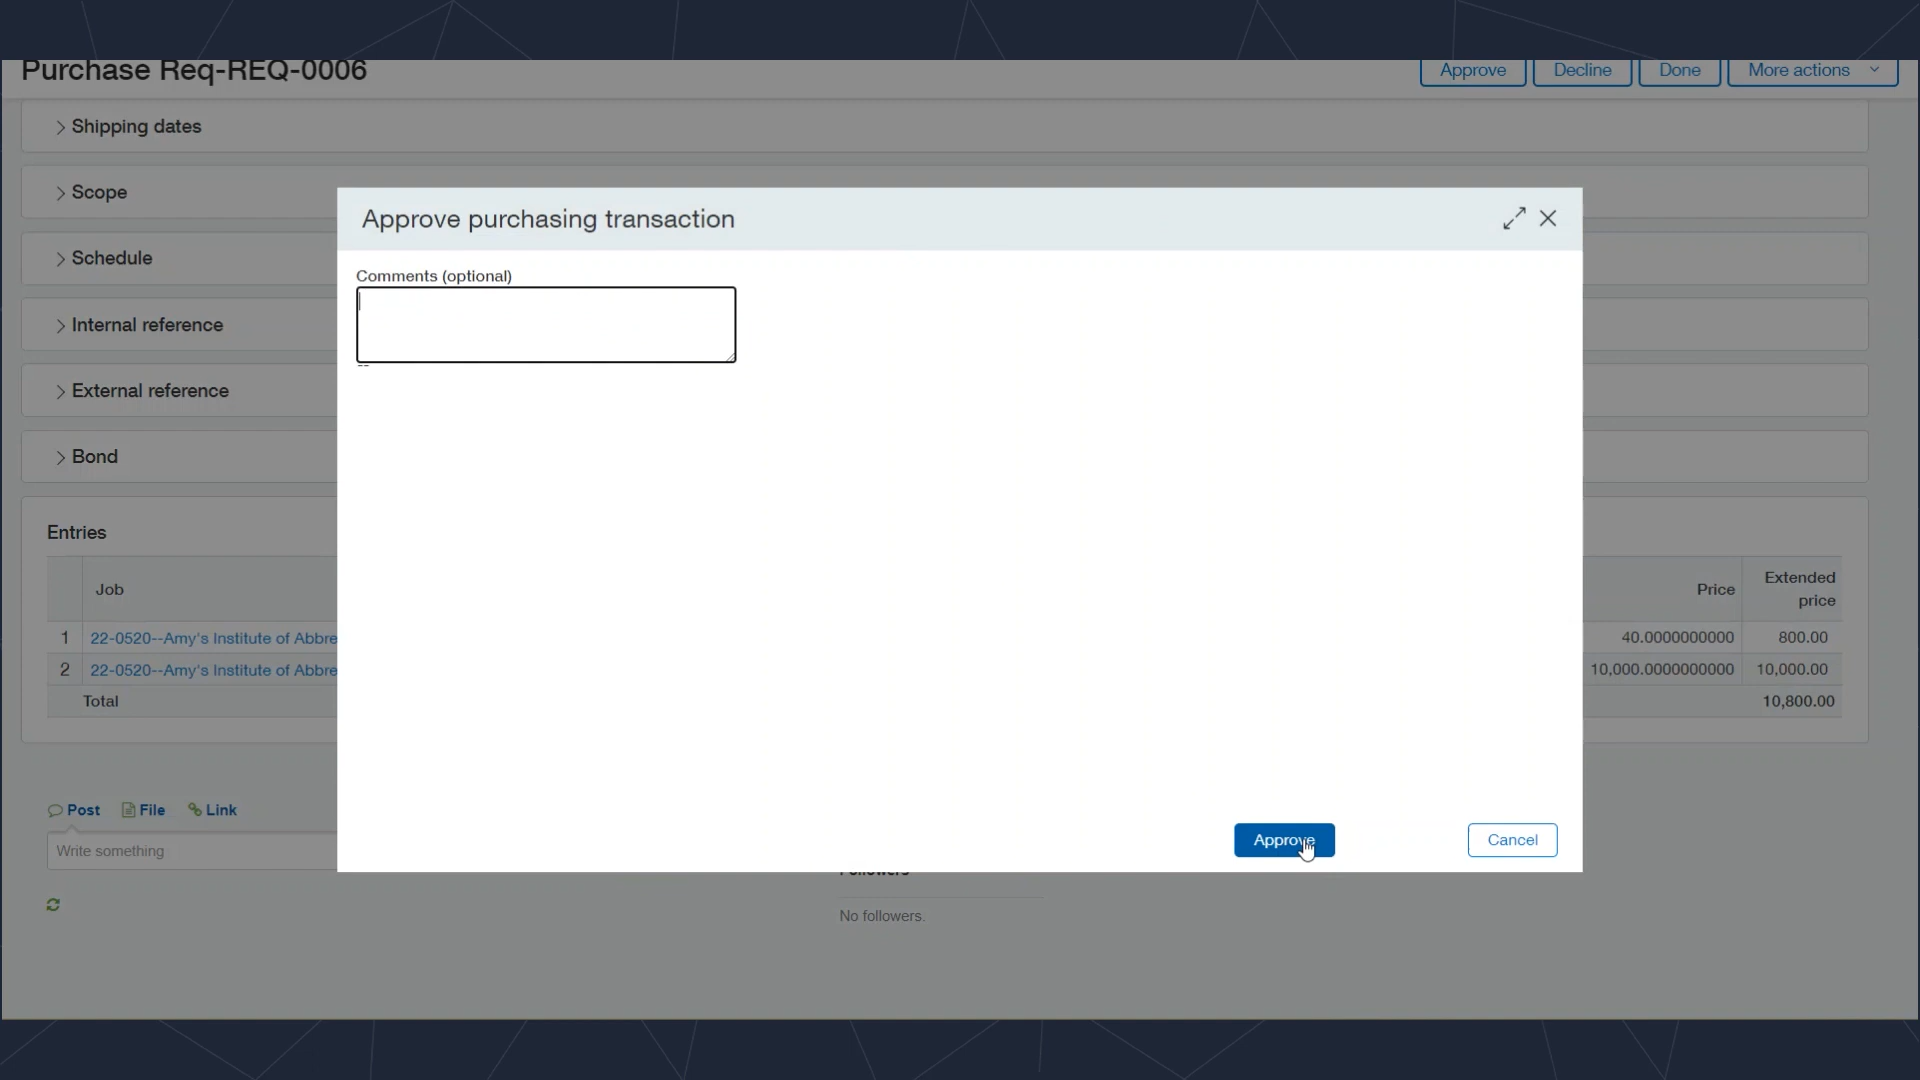 Purchase Req-REQ-0006
Approve
Decline
Done
More actions
Shipping dates
Scope
Schedule
Internal reference
External reference
Bond
Approve purchasing transaction
Comments (optional)
--
Entries
Job
Price
Extended
price
1 22-0520--Amy's Institute of Abbre 40.0000000000 800.00
2 22-0520--Amy's Institute of Abbre 10,000.0000000000 10,000.00
Total 10,800.00
Post File Link
Write something
Approve
Cancel
Followers
No followers.